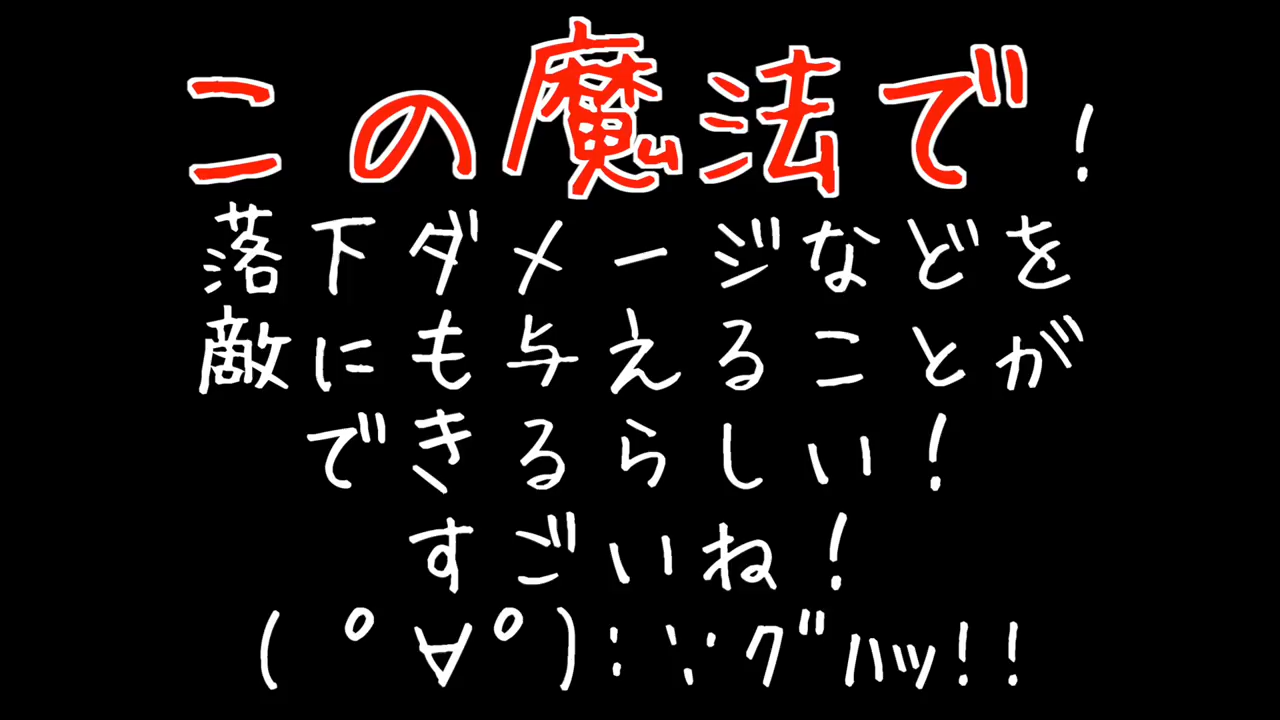 この魔法で!
落下ダメージなどを
敵にも与えることが
できるらしい!
すごいね!
( ﾟ∀ﾟ):∵グハッ!!